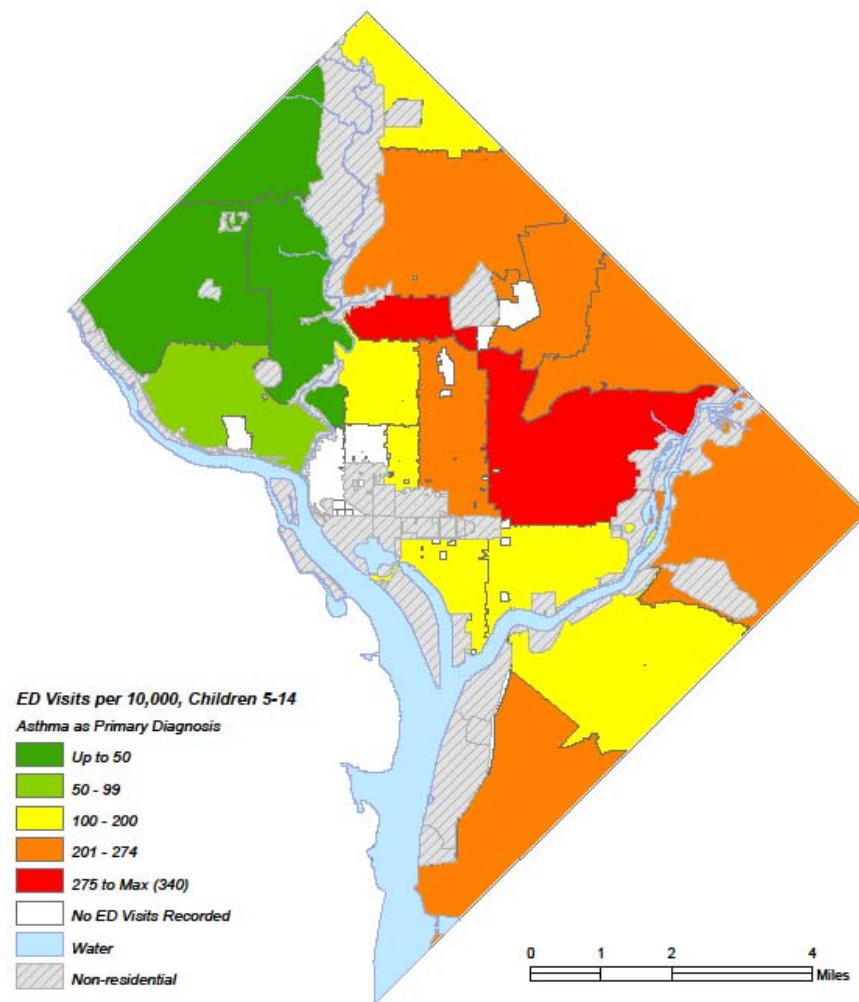 ED Visits per 10,000, Children 5-14
Asthma as Primary Diagnosis
Up to 50
50 - 99
100 - 200
201 - 274
275 to Max (340)
No ED Visits Recorded
Water
Non-residential
0 1 2 4
Miles